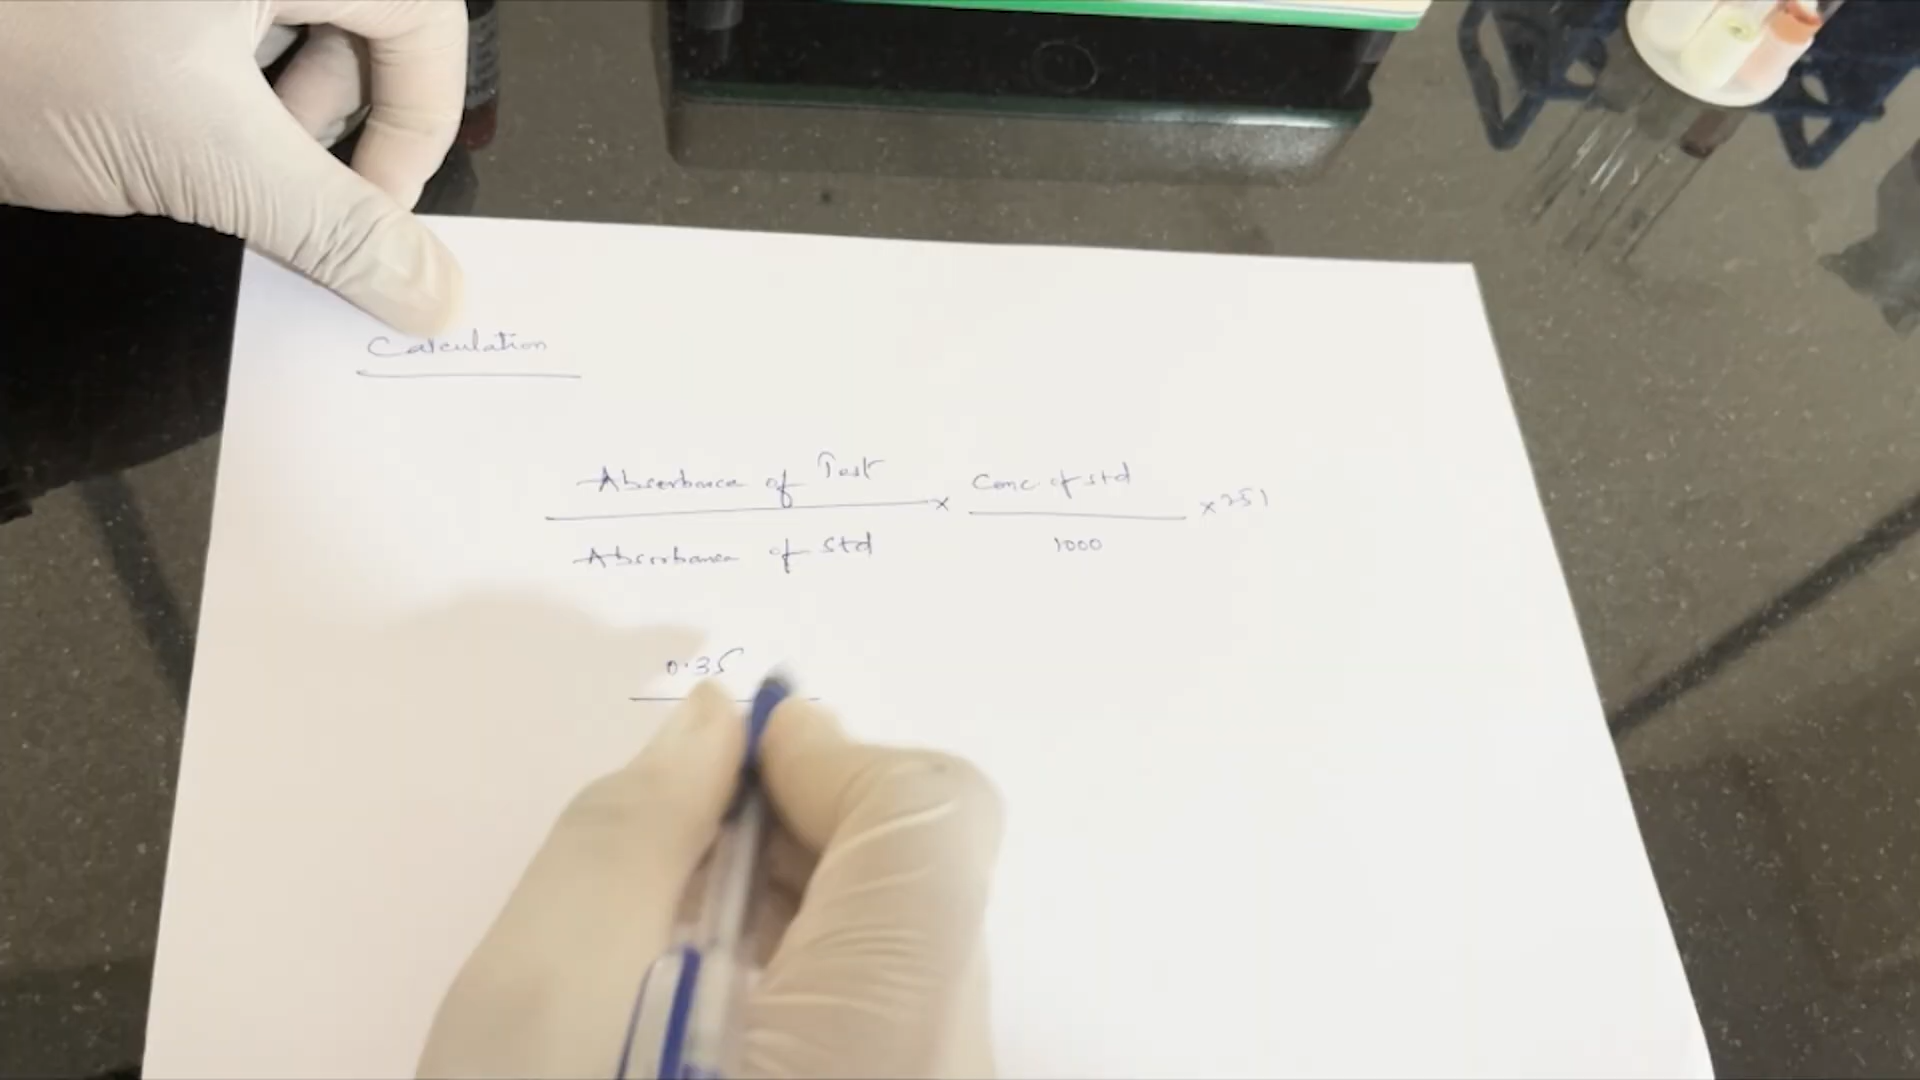 Calculation
Absorbance of Test × Conc. of std × 251
Absorbance of std 1000
0.35